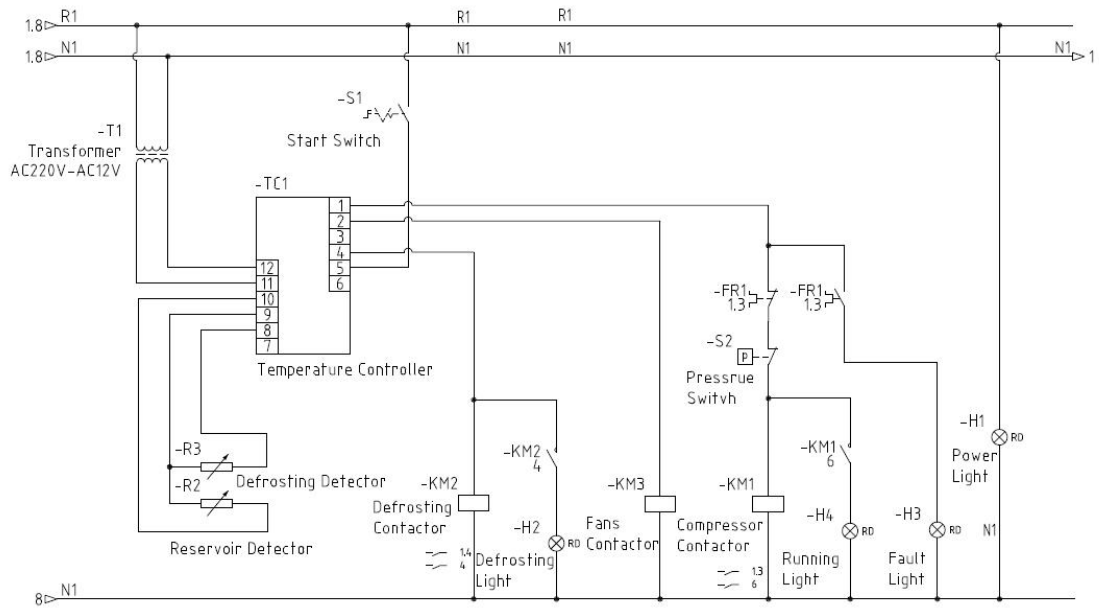 1.8 R1 R1 R1
1.8 N1 N1 N1 N1 1
-S1
Start Switch
-T1
Transformer
AC220V-AC12V
-TC1
1
2
3
4
5
6
12
11
10
9
8
7
Temperature Controller
-FR1
1.3
-FR1
1.3
-S2
P
Pressrue
Switvh
-R3
Defrosting Detector
-R2
Reservoir Detector
-KM2
4
-KM2
Defrosting
Contactor
1.4
4
-H2
RD
Defrosting
Light
-KM3
Fans
Contactor
-KM1
6
-KM1
Compressor
Contactor
1.3
6
-H4
RD
Running
Light
-H3
RD
Fault
Light
-H1
RD
Power
Light
N1
8 N1